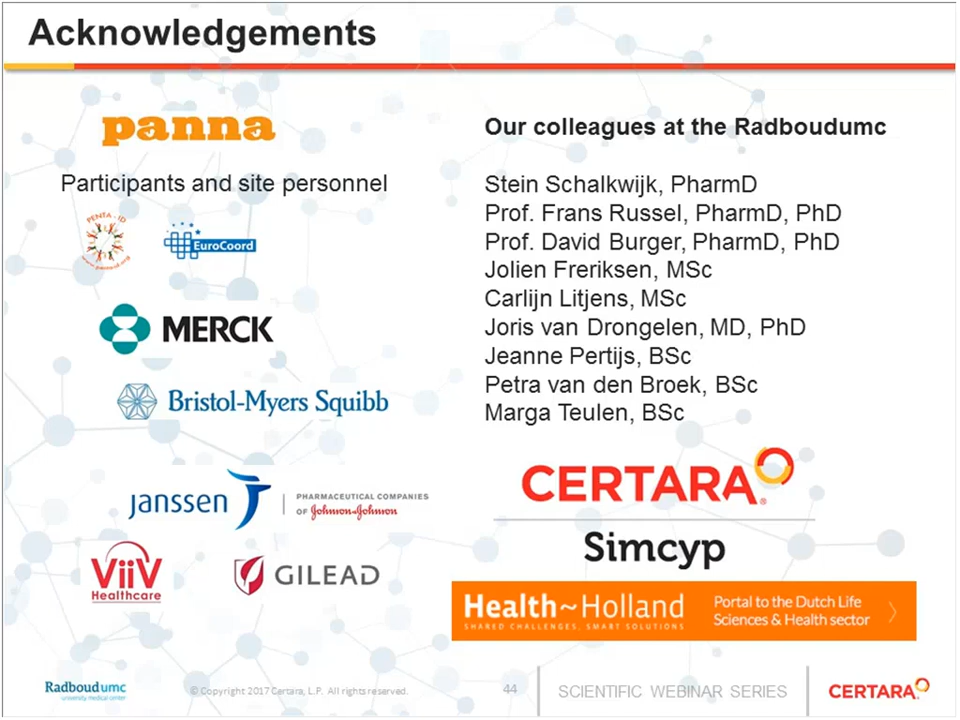 Acknowledgements
panna
Participants and site personnel
PENTA-ID
EuroCoord
MERCK
Bristol-Myers Squibb
janssen
PHARMACEUTICAL COMPANIES
OF Johnson & Johnson
ViiV
Healthcare
GILEAD
Our colleagues at the Radboudumc
Stein Schalkwijk, PharmD
Prof. Frans Russel, PharmD, PhD
Prof. David Burger, PharmD, PhD
Jolien Freriksen, MSc
Carlijn Litjens, MSc
Joris van Drongelen, MD, PhD
Jeanne Pertijs, BSc
Petra van den Broek, BSc
Marga Teulen, BSc
CERTARA®
Simcyp
Health~Holland
SHARED CHALLENGES, SMART SOLUTIONS
Portal to the Dutch Life
Sciences & Health sector
Radboudumc
university medical center
© Copyright 2017 Certara, L.P. All rights reserved.
44
SCIENTIFIC WEBINAR SERIES
CERTARA